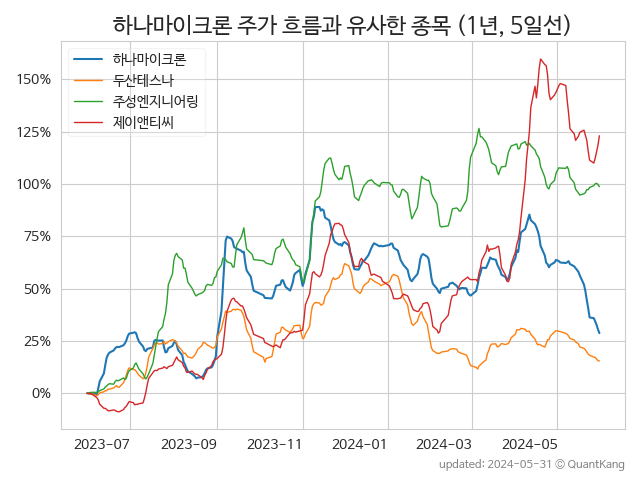 하나마이크론 주가 흐름과 유사한 종목 (1년, 5일선)
하나마이크론
두산테스나
주성엔지니어링
제이앤티씨
150%
125%
100%
75%
50%
25%
0%
2023-07 2023-09 2023-11 2024-01 2024-03 2024-05
updated: 2024-05-31 © QuantKang